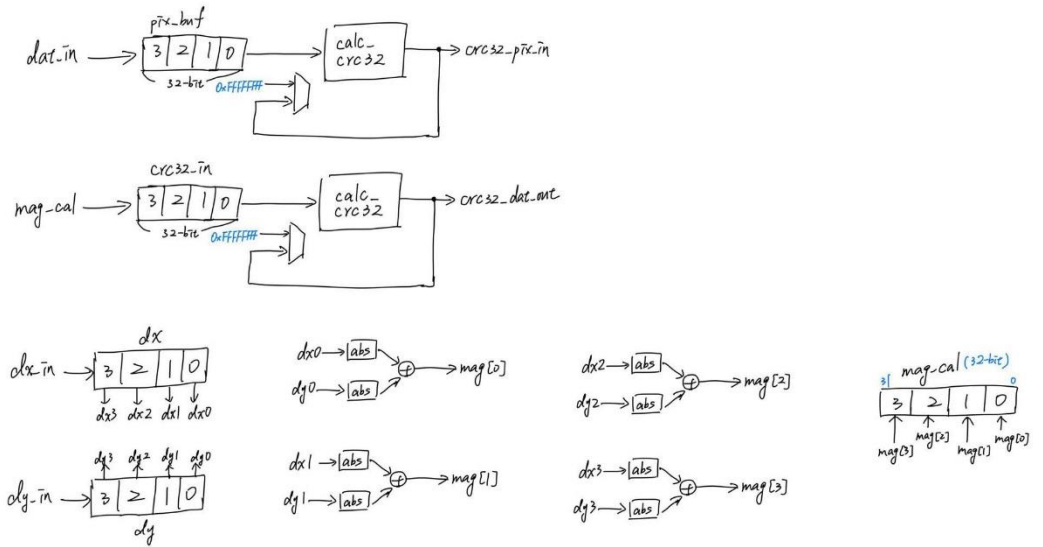 pix_buf
dat_in 3 2 1 0 calc_ crc32 crc32_pix_in
32-bit 0xFFFFFFFF
crc32_in
mag_cal 3 2 1 0 calc_ crc32 crc32_dat_out
32-bit 0xFFFFFFFF
dx
dx_in 3 2 1 0
dx3 dx2 dx1 dx0
dx0 abs + mag[0]
dy0 abs
dx2 abs + mag[2]
dy2 abs
mag_cal (32-bit)
31 0
3 2 1 0
mag[3] mag[2] mag[1] mag[0]
dy3 dy2 dy1 dy0
dy_in 3 2 1 0
dy
dx1 abs + mag[1]
dy1 abs
dx3 abs + mag[3]
dy3 abs